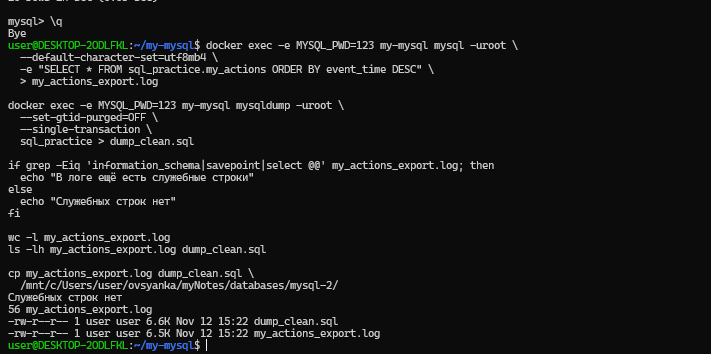 mysql> \q
Bye
user@DESKTOP-2ODLFKL:~/my-mysql$ docker exec -e MYSQL_PWD=123 my-mysql mysql -uroot \
  --default-character-set=utf8mb4 \
  -e "SELECT * FROM sql_practice.my_actions ORDER BY event_time DESC" \
  > my_actions_export.log

docker exec -e MYSQL_PWD=123 my-mysql mysqldump -uroot \
  --set-gtid-purged=OFF \
  --single-transaction \
  sql_practice > dump_clean.sql

if grep -Eiq 'information_schema|savepoint|select @@' my_actions_export.log; then
  echo "В логе ещё есть служебные строки"
else
  echo "Служебных строк нет"
fi

wc -l my_actions_export.log
ls -lh my_actions_export.log dump_clean.sql

cp my_actions_export.log dump_clean.sql \
  /mnt/c/Users/user/ovsyanka/myNotes/databases/mysql-2/
Служебных строк нет
56 my_actions_export.log
-rw-r--r-- 1 user user 6.6K Nov 12 15:22 dump_clean.sql
-rw-r--r-- 1 user user 6.5K Nov 12 15:22 my_actions_export.log
user@DESKTOP-2ODLFKL:~/my-mysql$